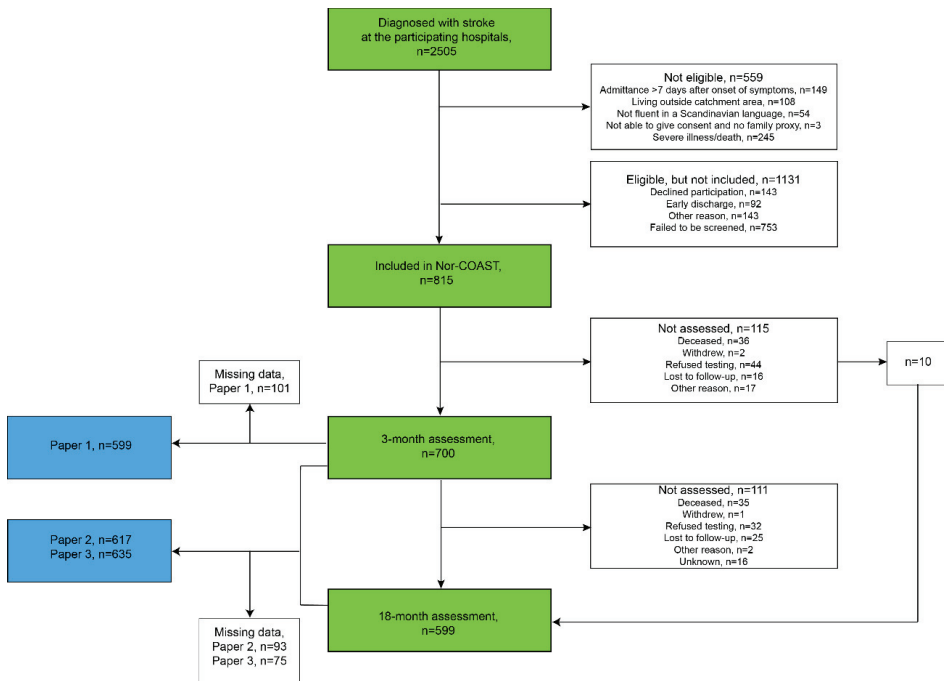 Diagnosed with stroke
at the participating hospitals,
n=2505
Not eligible, n=559
Admittance >7 days after onset of symptoms, n=149
Living outside catchment area, n=108
Not fluent in a Scandinavian language, n=54
Not able to give consent and no family proxy, n=3
Severe illness/death, n=245
Eligible, but not included, n=1131
Declined participation, n=143
Early discharge, n=92
Other reason, n=143
Failed to be screened, n=753
Included in Nor-COAST,
n=815
Not assessed, n=115
Deceased, n=36
Withdrew, n=2
Refused testing, n=44
Lost to follow-up, n=16
Other reason, n=17
n=10
Missing data,
Paper 1, n=101
Paper 1, n=599
3-month assessment,
n=700
Not assessed, n=111
Deceased, n=35
Withdrew, n=1
Refused testing, n=32
Lost to follow-up, n=25
Other reason, n=2
Unknown, n=16
Paper 2, n=617
Paper 3, n=635
18-month assessment,
n=599
Missing data,
Paper 2, n=93
Paper 3, n=75